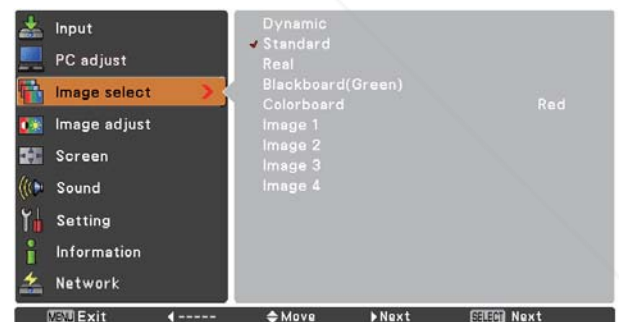 Input
PC adjust
Image select
Image adjust
Screen
Sound
Setting
Information
Network
Dynamic
Standard
Real
Blackboard(Green)
Colorboard Red
Image 1
Image 2
Image 3
Image 4
MENU Exit ----- Move Next SELECT Next